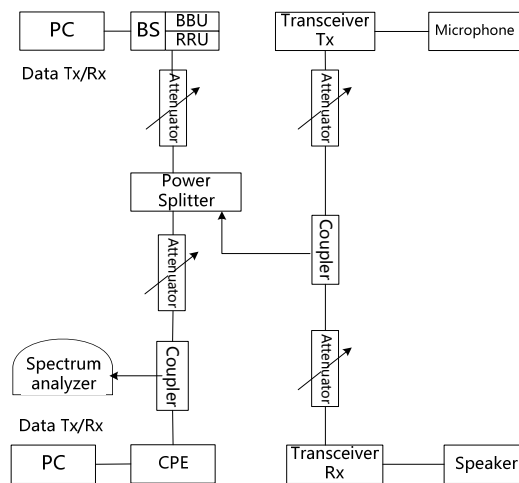 PC
BS
BBU
RRU
Transceiver
Tx
Microphone
Data Tx/Rx
Attenuator
Attenuator
Power
Splitter
Attenuator
Coupler
Attenuator
Spectrum
analyzer
Coupler
Data Tx/Rx
PC
CPE
Transceiver
Rx
Speaker